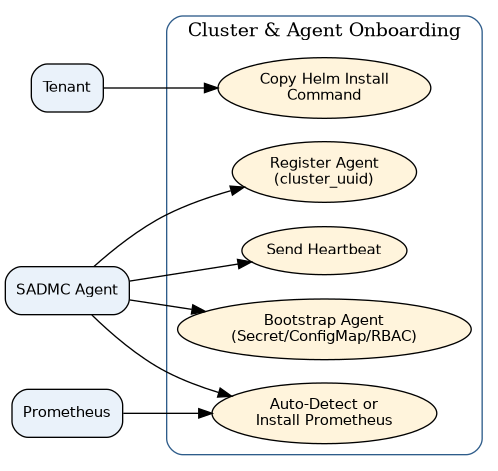 Cluster & Agent Onboarding
Tenant
Copy Helm Install
Command
Register Agent
(cluster_uuid)
Send Heartbeat
SADMC Agent
Bootstrap Agent
(Secret/ConfigMap/RBAC)
Prometheus
Auto-Detect or
Install Prometheus